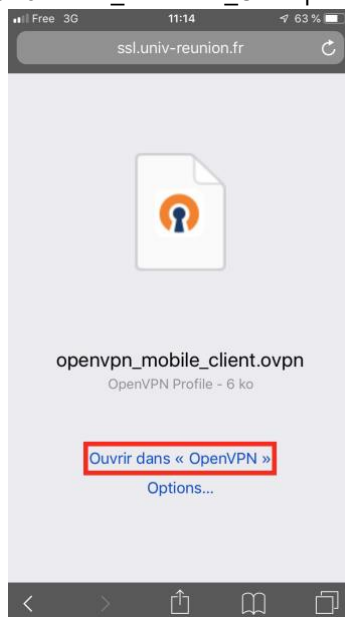 Free 3G 11:14 63 %
ssl.univ-reunion.fr
openvpn_mobile_client.ovpn
OpenVPN Profile - 6 ko
Ouvrir dans « OpenVPN »
Options...